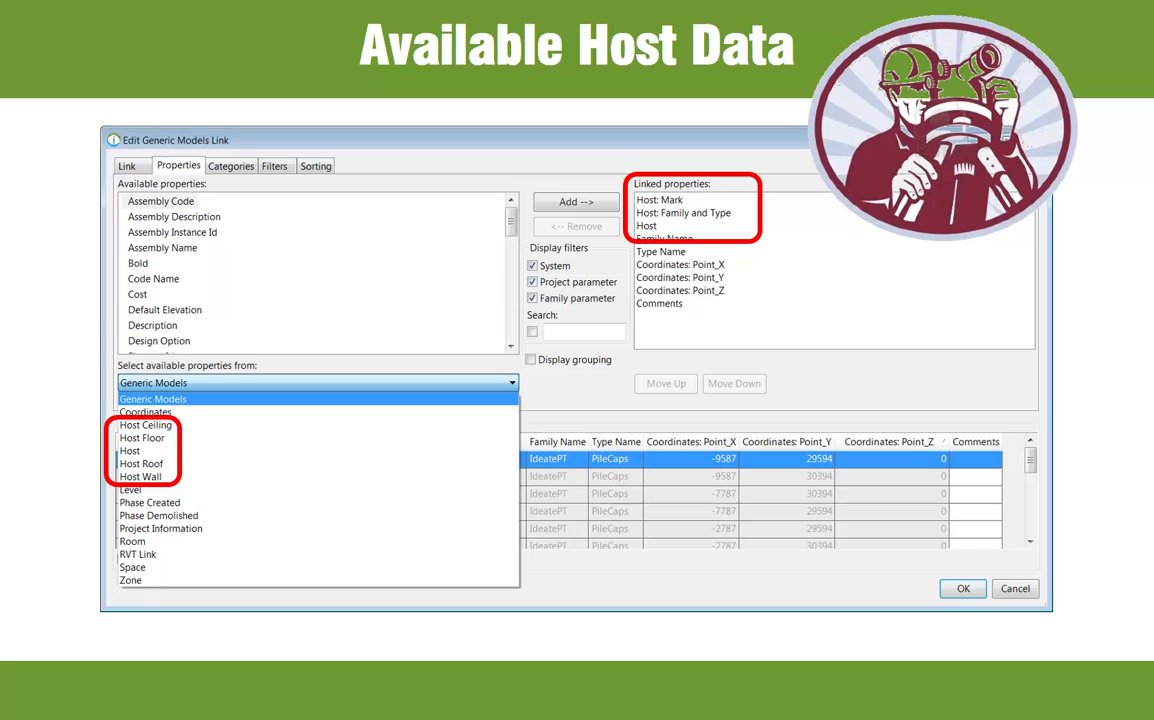 Available Host Data
Edit Generic Models Link
Link Properties Categories Filters Sorting
Available properties:
Assembly Code
Assembly Description
Assembly Instance Id
Assembly Name
Bold
Code Name
Cost
Default Elevation
Description
Design Option
Add -->
<-- Remove
Display filters
System
Project parameter
Family parameter
Search:
Display grouping
Linked properties:
Host: Mark
Host: Family and Type
Host
Family Name
Type Name
Coordinates: Point_X
Coordinates: Point_Y
Coordinates: Point_Z
Comments
Move Up Move Down
Select available properties from:
Generic Models
Generic Models
Coordinates
Host Ceiling
Host Floor
Host
Host Roof
Host Wall
Level
Phase Created
Phase Demolished
Project Information
Room
RVT Link
Space
Zone
Family Name Type Name Coordinates: Point_X Coordinates: Point_Y Coordinates: Point_Z Comments
IdeatePT PileCaps -9587 29594 0
IdeatePT PileCaps -9587 30394 0
IdeatePT PileCaps -7787 30394 0
IdeatePT PileCaps -7787 29594 0
IdeatePT PileCaps -2787 29594 0
IdeatePT PileCaps -2787 30394 0
OK Cancel